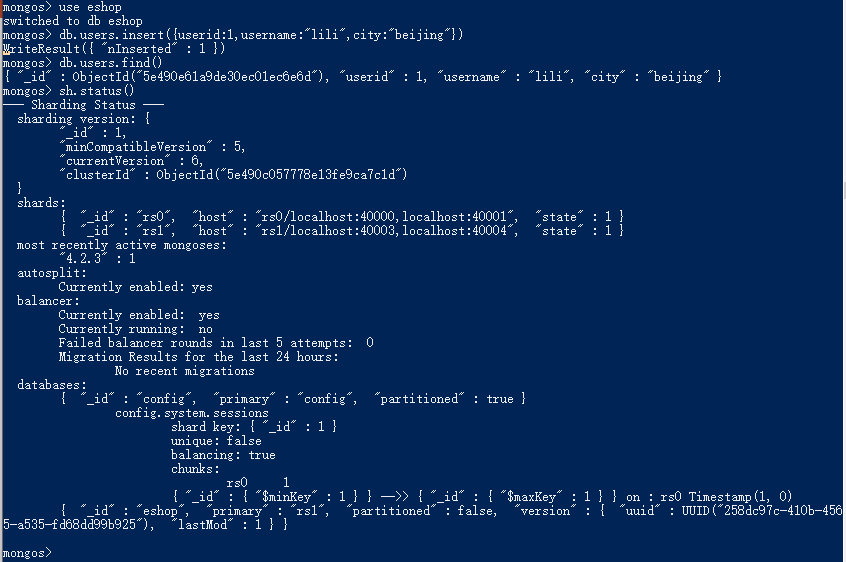 mongos> use eshop
switched to db eshop
mongos> db.users.insert({userid:1,username:"lili",city:"beijing"})
WriteResult({ "nInserted" : 1 })
mongos> db.users.find()
{ "_id" : ObjectId("5e490e61a9de30ec01ec6e6d"), "userid" : 1, "username" : "lili", "city" : "beijing" }
mongos> sh.status()
--- Sharding Status ---
  sharding version: {
        "_id" : 1,
        "minCompatibleVersion" : 5,
        "currentVersion" : 6,
        "clusterId" : ObjectId("5e490c057778e13fe9ca7c1d")
  }
  shards:
        {  "_id" : "rs0",  "host" : "rs0/localhost:40000,localhost:40001",  "state" : 1 }
        {  "_id" : "rs1",  "host" : "rs1/localhost:40003,localhost:40004",  "state" : 1 }
  most recently active mongoses:
        "4.2.3" : 1
  autosplit:
        Currently enabled: yes
  balancer:
        Currently enabled:  yes
        Currently running:  no
        Failed balancer rounds in last 5 attempts:  0
        Migration Results for the last 24 hours:
                No recent migrations
  databases:
        {  "_id" : "config",  "primary" : "config",  "partitioned" : true }
                config.system.sessions
                        shard key: { "_id" : 1 }
                        unique: false
                        balancing: true
                        chunks:
                                rs0     1
                        { "_id" : { "$minKey" : 1 } } -->> { "_id" : { "$maxKey" : 1 } } on : rs0 Timestamp(1, 0)
        {  "_id" : "eshop",  "primary" : "rs1",  "partitioned" : false,  "version" : {  "uuid" : UUID("258dc97c-410b-456
5-a535-fd68dd99b925"),  "lastMod" : 1 } }
mongos>